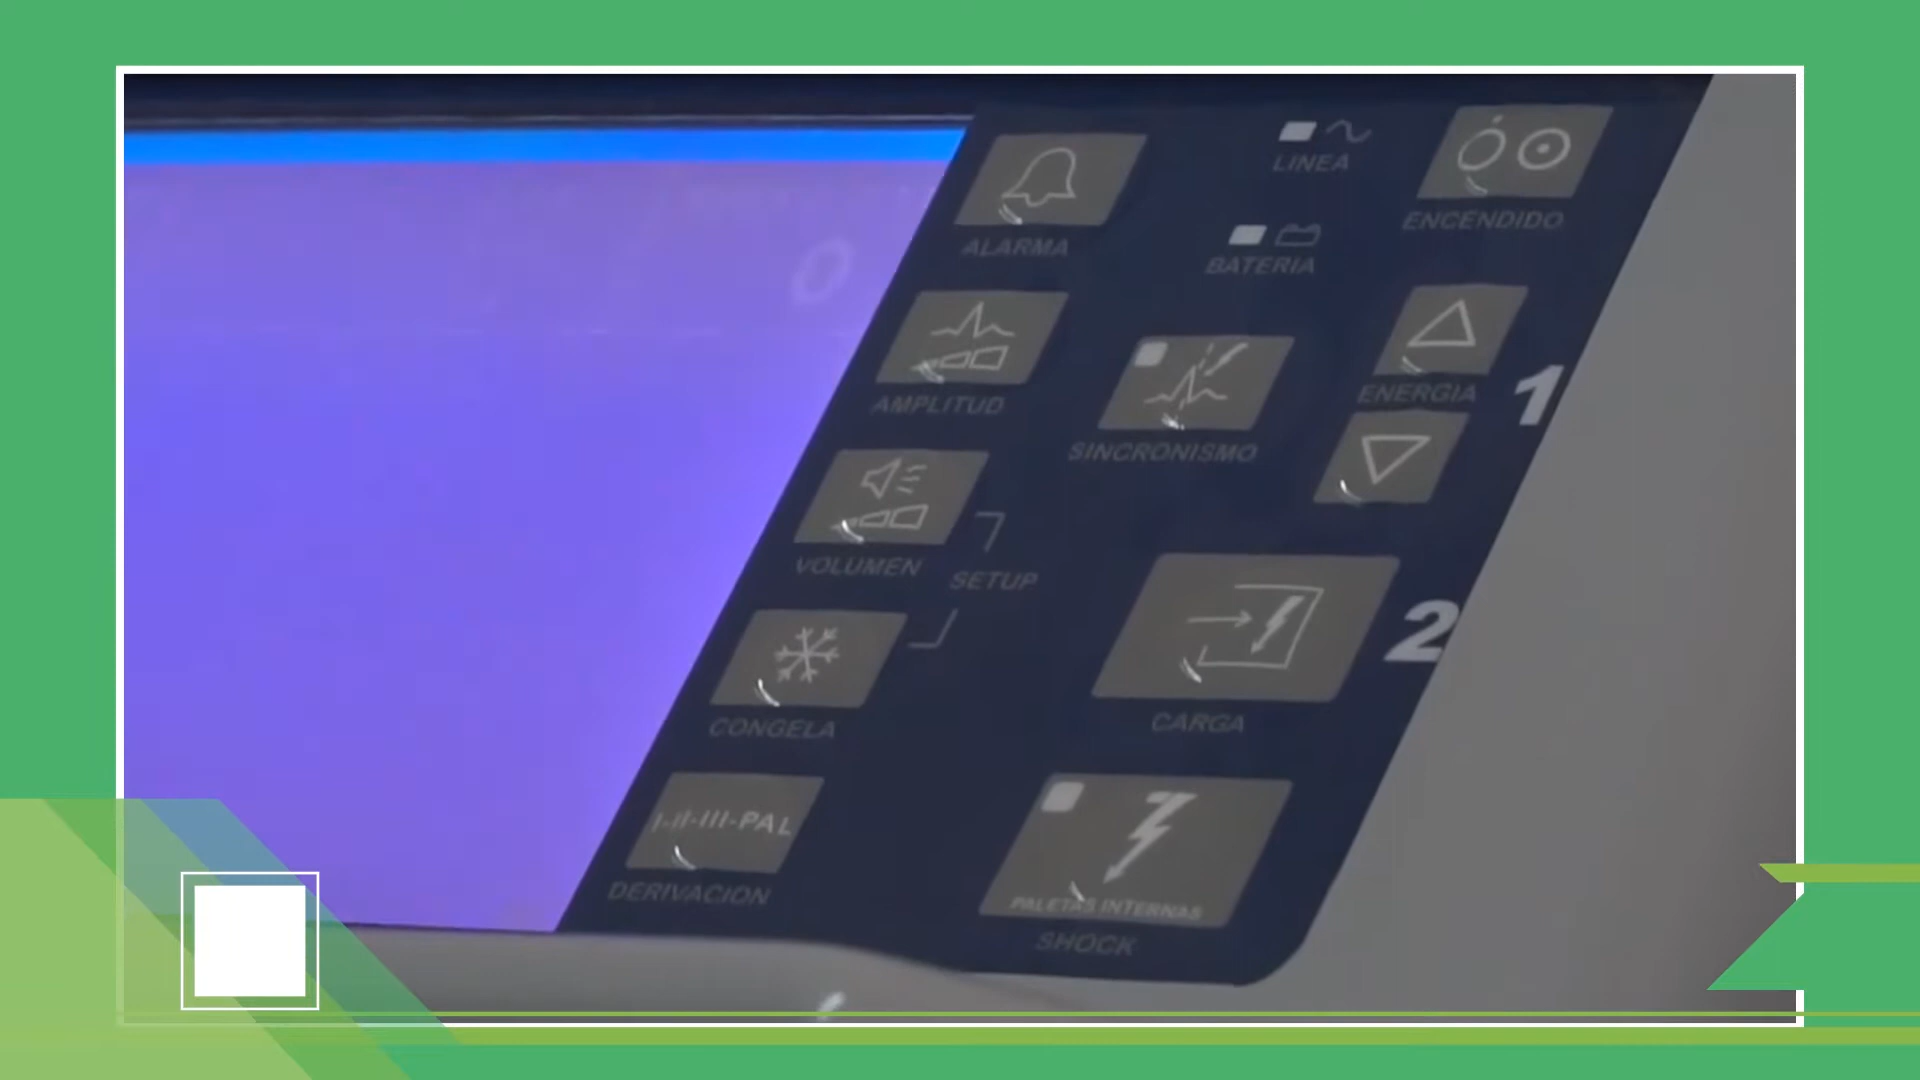 LINEA
ENCENDIDO
ALARMA
BATERIA
0
AMPLITUD
ENERGIA
1
SINCRONISMO
VOLUMEN
SETUP
2
CONGELA
CARGA
I-II-III-PAL
DERIVACION
PALETAS INTERNAS
SHOCK